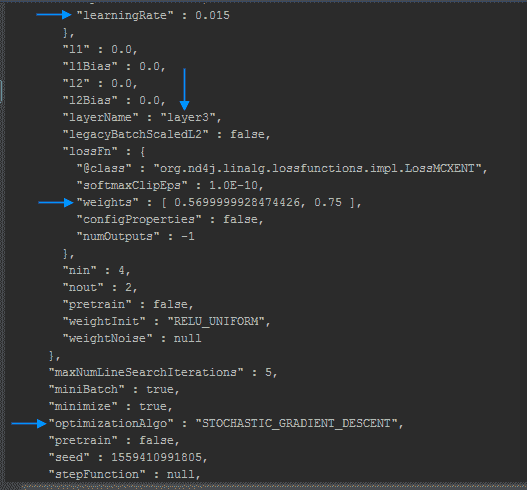 "learningRate" : 0.015
},
"l1" : 0.0,
"l1Bias" : 0.0,
"l2" : 0.0,
"l2Bias" : 0.0,
"layerName" : "layer3",
"legacyBatchScaledL2" : false,
"lossFn" : {
"@class" : "org.nd4j.linalg.lossfunctions.impl.LossMCXENT",
"softmaxClipEps" : 1.0E-10,
"weights" : [ 0.5699999928474426, 0.75 ],
"configProperties" : false,
"numOutputs" : -1
},
"nin" : 4,
"nout" : 2,
"pretrain" : false,
"weightInit" : "RELU_UNIFORM",
"weightNoise" : null
},
"maxNumLineSearchIterations" : 5,
"miniBatch" : true,
"minimize" : true,
"optimizationAlgo" : "STOCHASTIC_GRADIENT_DESCENT",
"pretrain" : false,
"seed" : 1559410991805,
"stepFunction" : null,